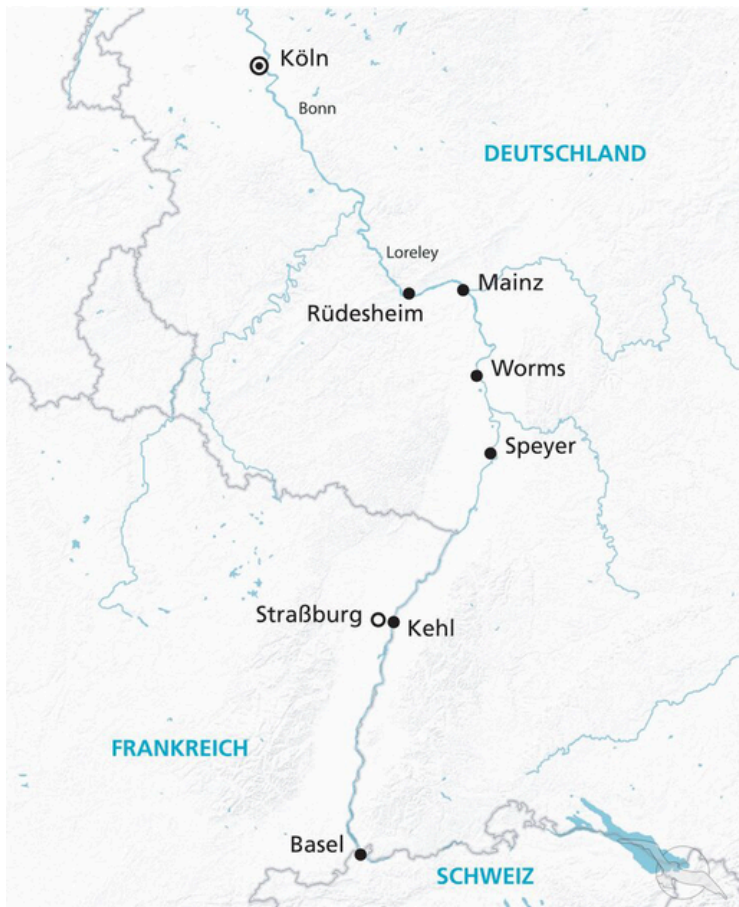 Köln
Bonn
DEUTSCHLAND
Loreley
Mainz
Rüdesheim
Worms
Speyer
Straßburg
Kehl
FRANKREICH
Basel
SCHWEIZ